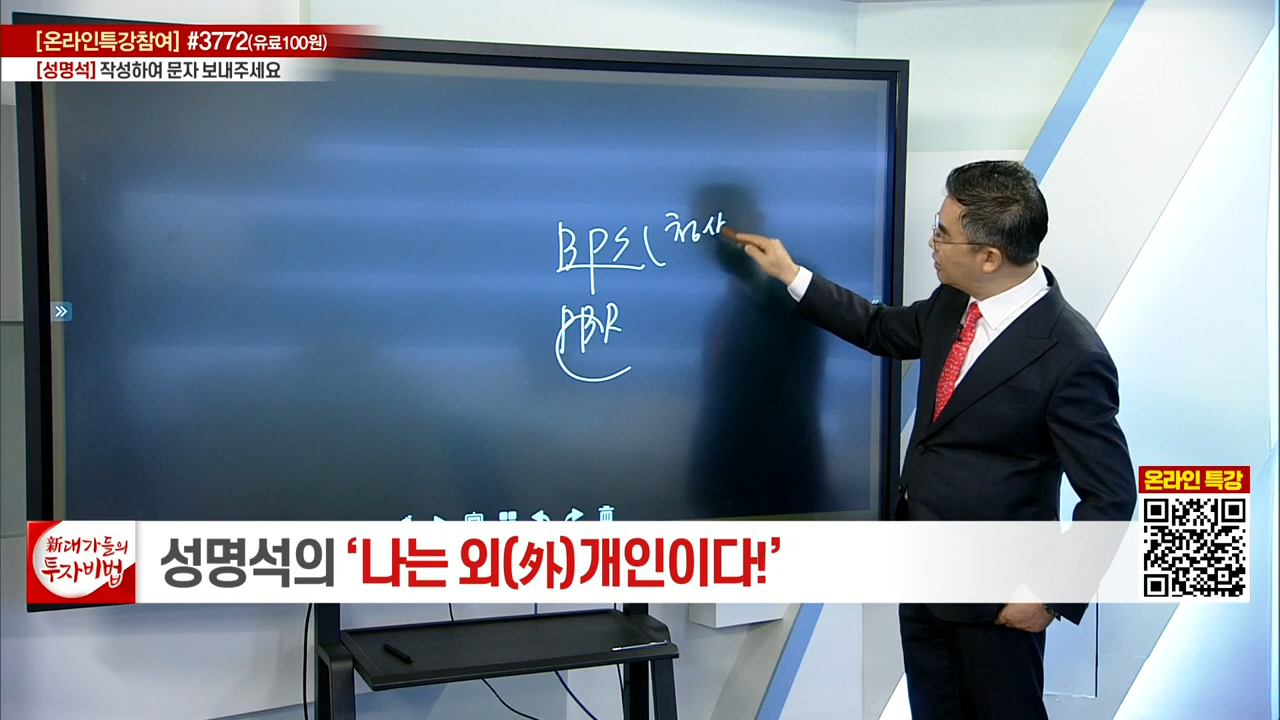 [온라인특강참여] #3772(유료100원)
[성명석] 작성하여 문자 보내주세요
BPS ( 청사
PBR
온라인 특강
新대가들의
투자비법
성명석의 ‘나는 외(外)개인이다!’